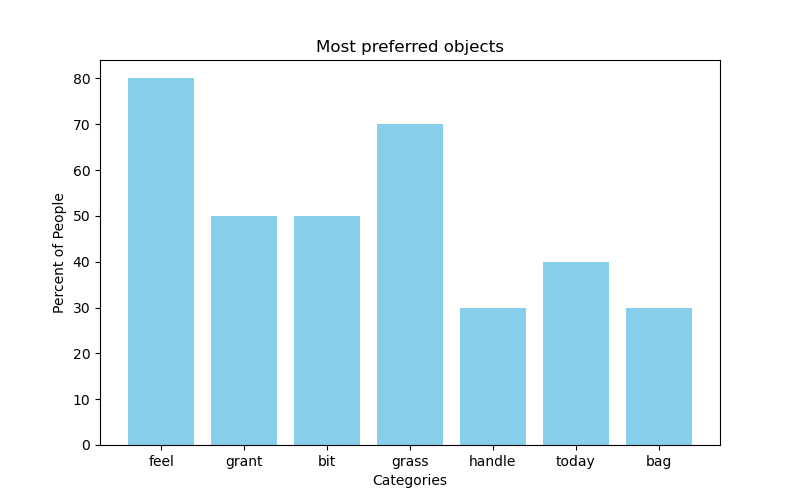 Most preferred objects
Percent of People
80
70
60
50
40
30
20
10
0
feel grant bit grass handle today bag
Categories